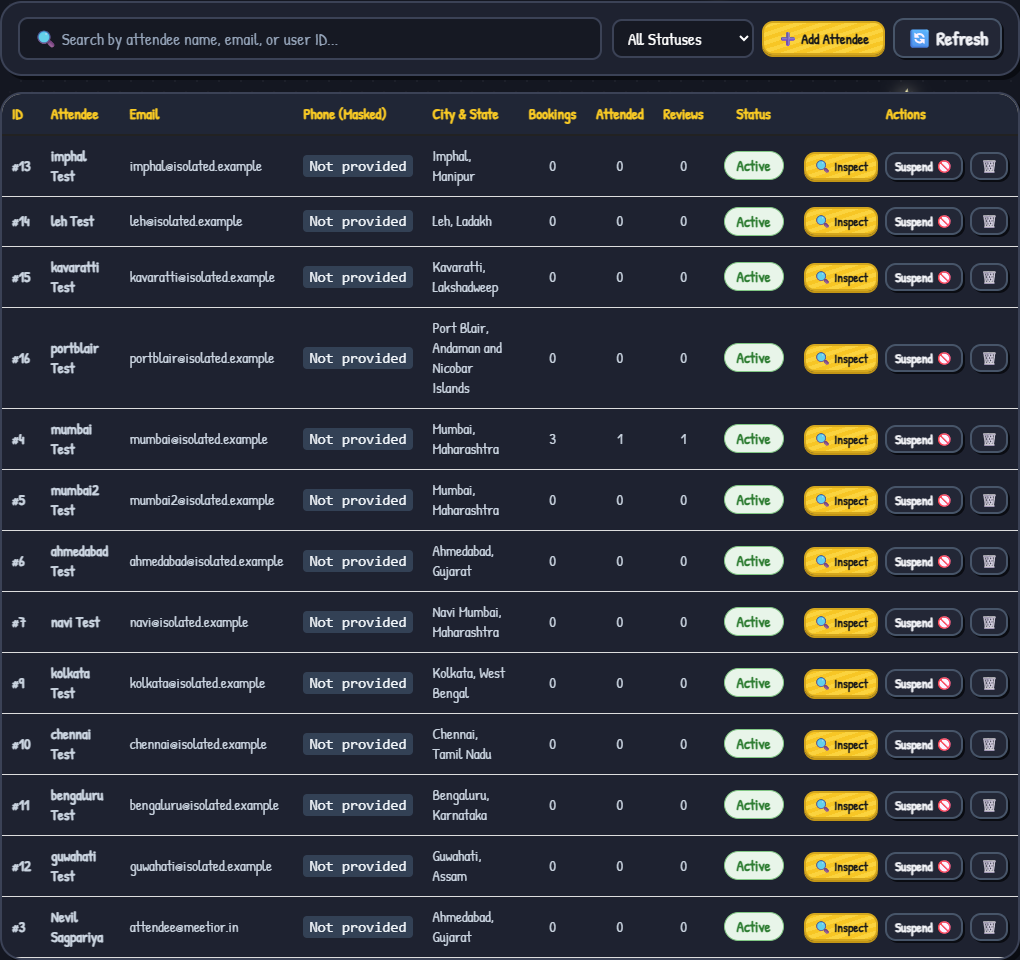 🔍 Search by attendee name, email, or user ID...
All Statuses
➕ Add Attendee
🔄 Refresh
ID Attendee Email Phone (Masked) City & State Bookings Attended Reviews Status Actions
#13 imphal Test imphal@isolated.example Not provided Imphal, Manipur 0 0 0 Active 🔍 Inspect Suspend 🚫 🗑
#14 leh Test leh@isolated.example Not provided Leh, Ladakh 0 0 0 Active 🔍 Inspect Suspend 🚫 🗑
#15 kavaratti Test kavaratti@isolated.example Not provided Kavaratti, Lakshadweep 0 0 0 Active 🔍 Inspect Suspend 🚫 🗑
#16 portblair Test portblair@isolated.example Not provided Port Blair, Andaman and Nicobar Islands 0 0 0 Active 🔍 Inspect Suspend 🚫 🗑
#4 mumbai Test mumbai@isolated.example Not provided Mumbai, Maharashtra 3 1 1 Active 🔍 Inspect Suspend 🚫 🗑
#5 mumbai2 Test mumbai2@isolated.example Not provided Mumbai, Maharashtra 0 0 0 Active 🔍 Inspect Suspend 🚫 🗑
#6 ahmedabad Test ahmedabad@isolated.example Not provided Ahmedabad, Gujarat 0 0 0 Active 🔍 Inspect Suspend 🚫 🗑
#7 navi Test navi@isolated.example Not provided Navi Mumbai, Maharashtra 0 0 0 Active 🔍 Inspect Suspend 🚫 🗑
#9 kolkata Test kolkata@isolated.example Not provided Kolkata, West Bengal 0 0 0 Active 🔍 Inspect Suspend 🚫 🗑
#10 chennai Test chennai@isolated.example Not provided Chennai, Tamil Nadu 0 0 0 Active 🔍 Inspect Suspend 🚫 🗑
#11 bengaluru Test bengaluru@isolated.example Not provided Bengaluru, Karnataka 0 0 0 Active 🔍 Inspect Suspend 🚫 🗑
#12 guwahati Test guwahati@isolated.example Not provided Guwahati, Assam 0 0 0 Active 🔍 Inspect Suspend 🚫 🗑
#3 Nevil Sagpariya attendee@meetior.in Not provided Ahmedabad, Gujarat 0 0 0 Active 🔍 Inspect Suspend 🚫 🗑